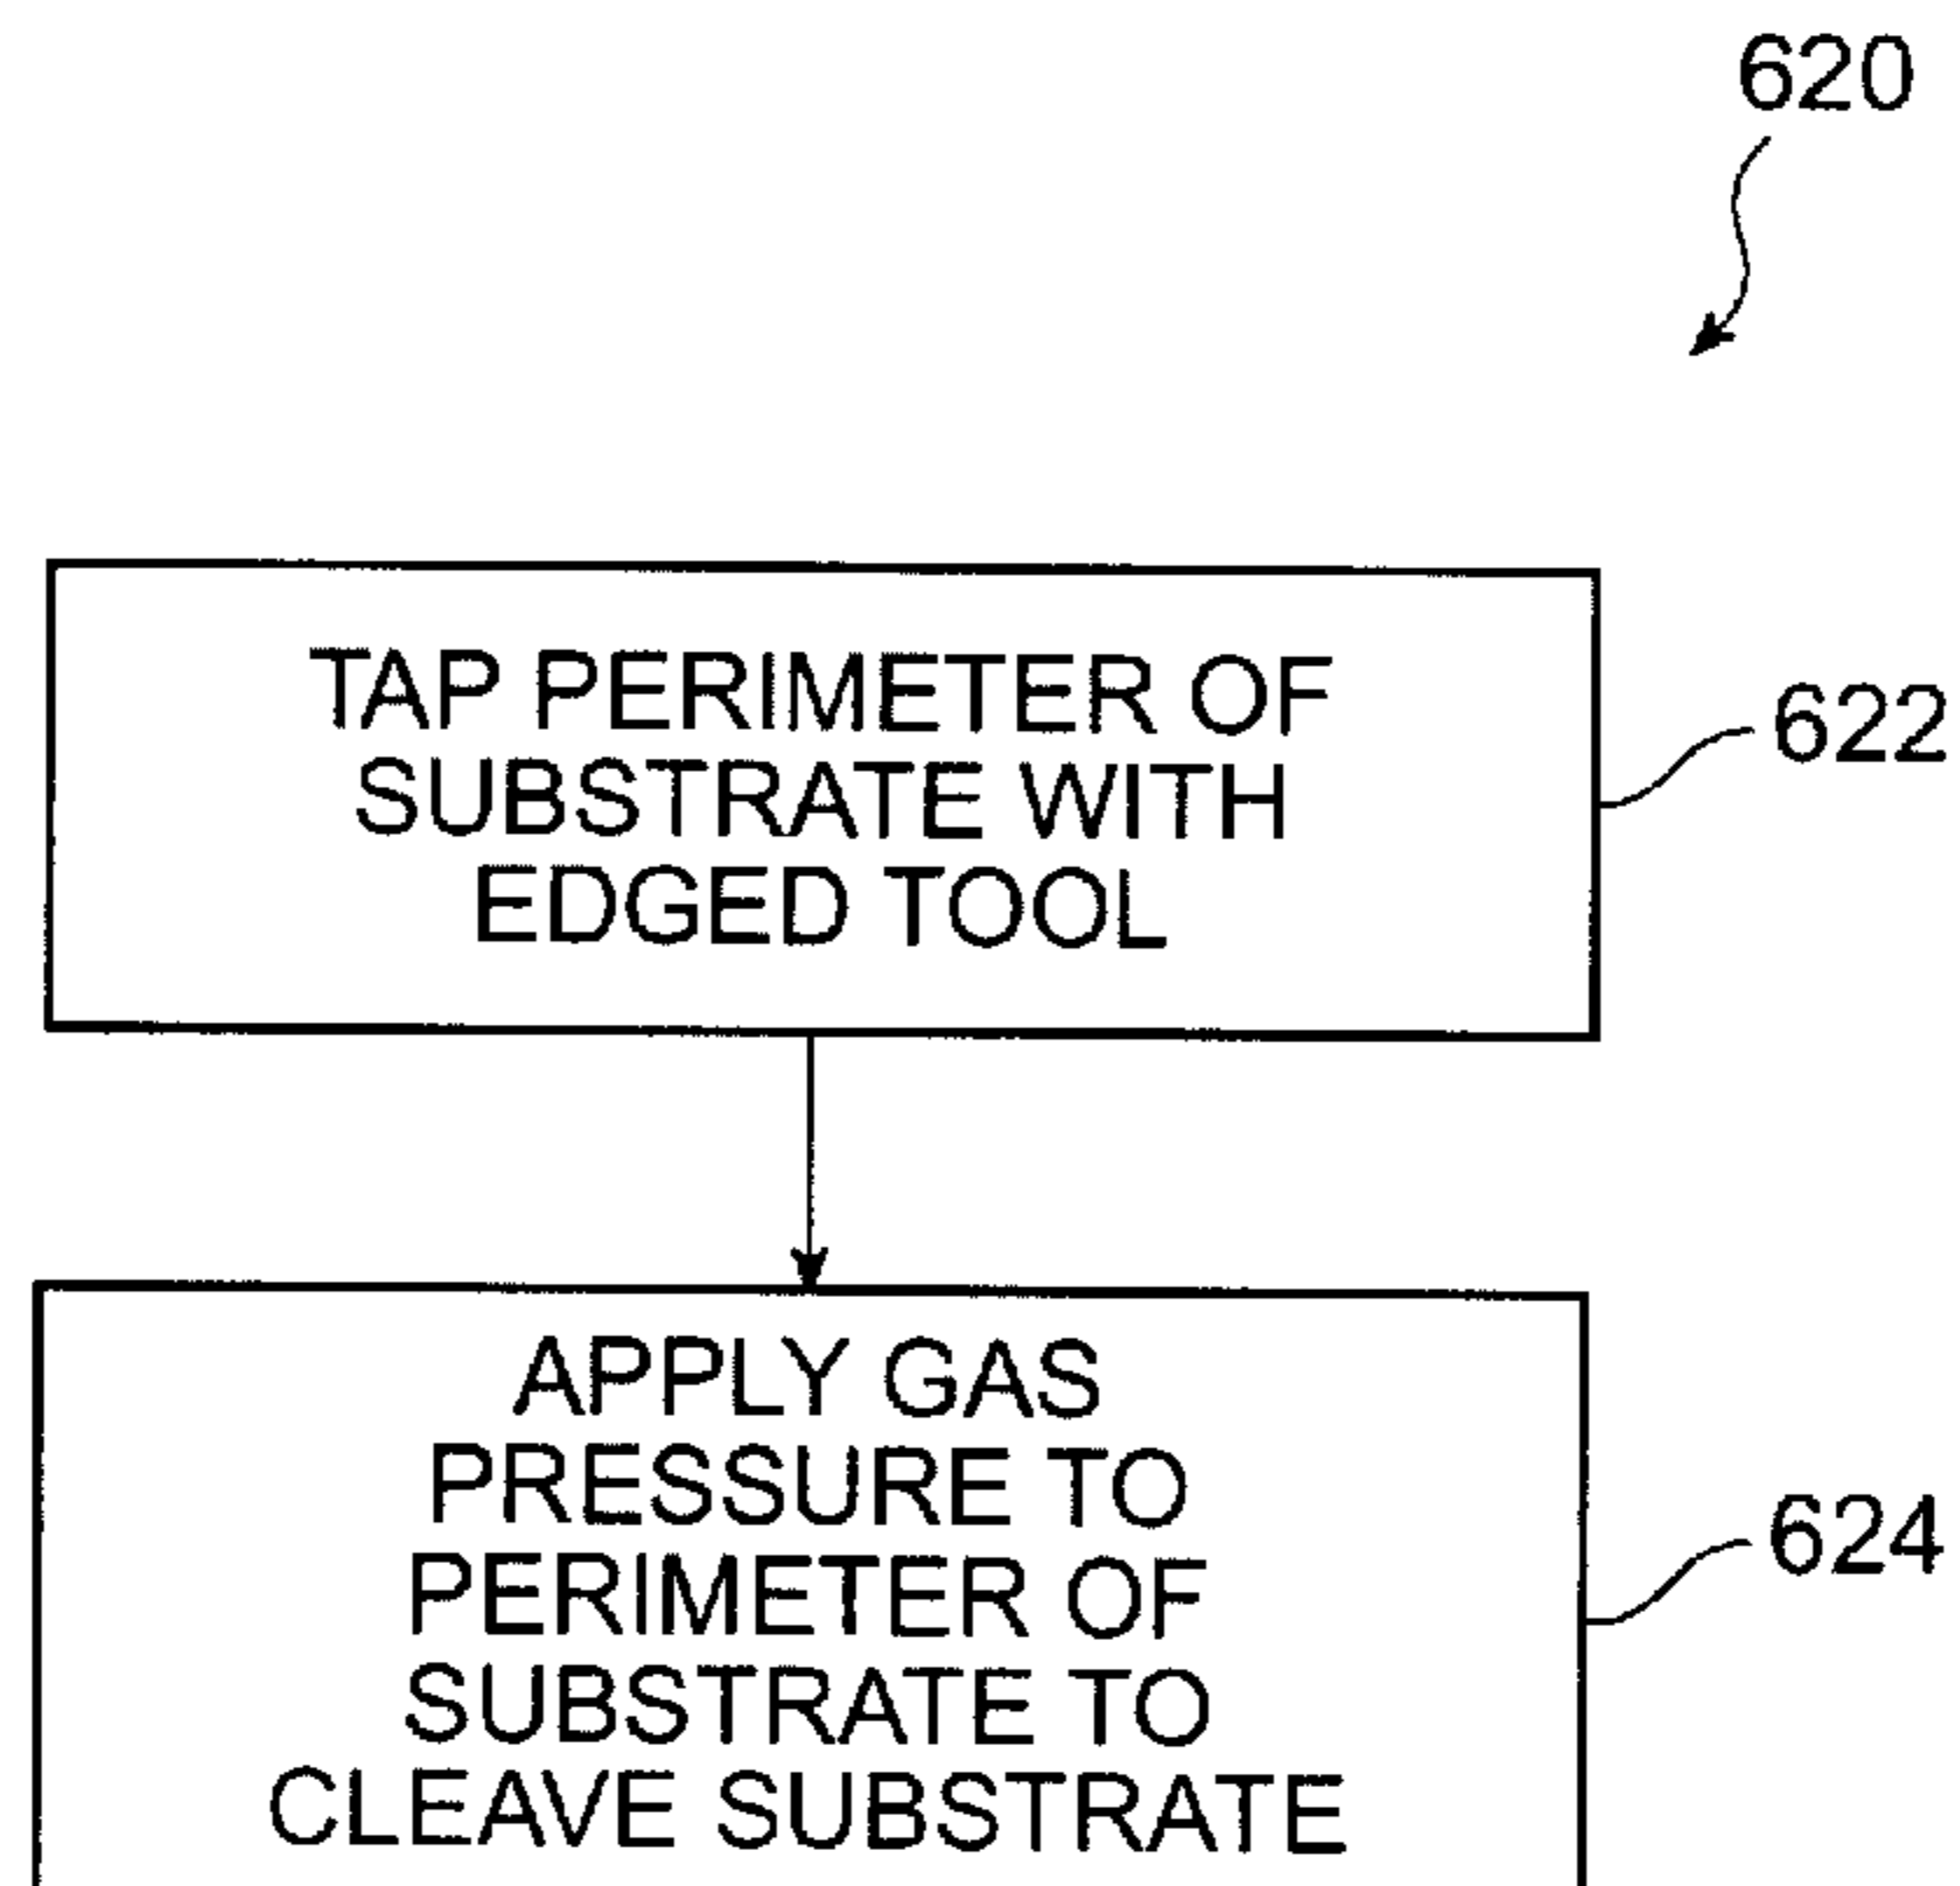 620
TAP PERIMETER OF
SUBSTRATE WITH
EDGED TOOL
622
APPLY GAS
PRESSURE TO
PERIMETER OF
SUBSTRATE TO
CLEAVE SUBSTRATE
624